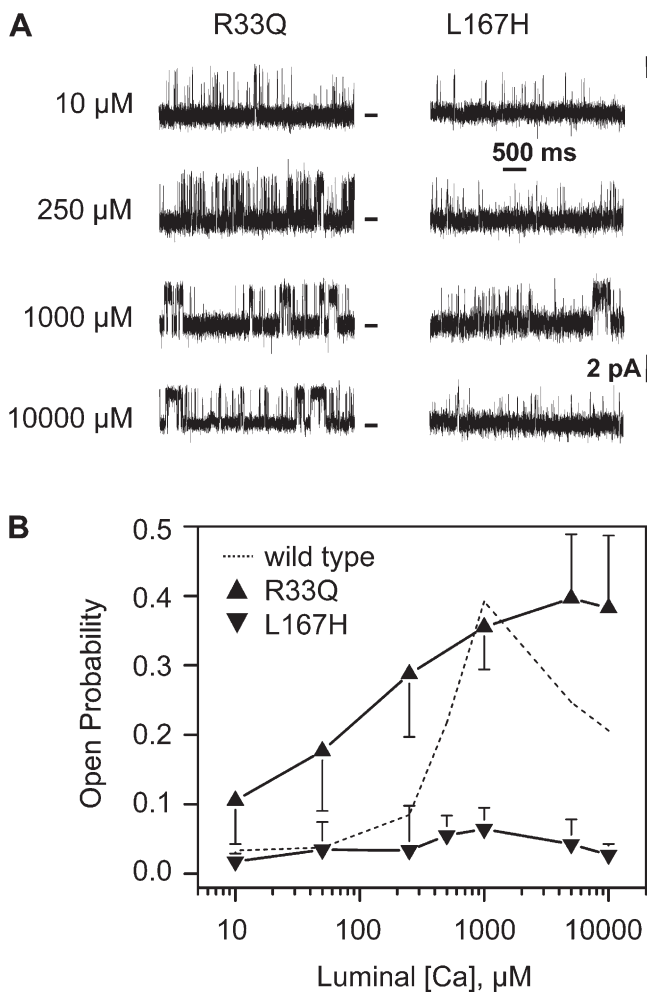 A
R33Q L167H
10 µM
500 ms
250 µM
1000 µM
2 pA
10000 µM
B
0.5
wild type
R33Q
0.4
L167H
0.3
0.2
0.1
0.0
Open Probability
10 100 1000 10000
Luminal [Ca], µM